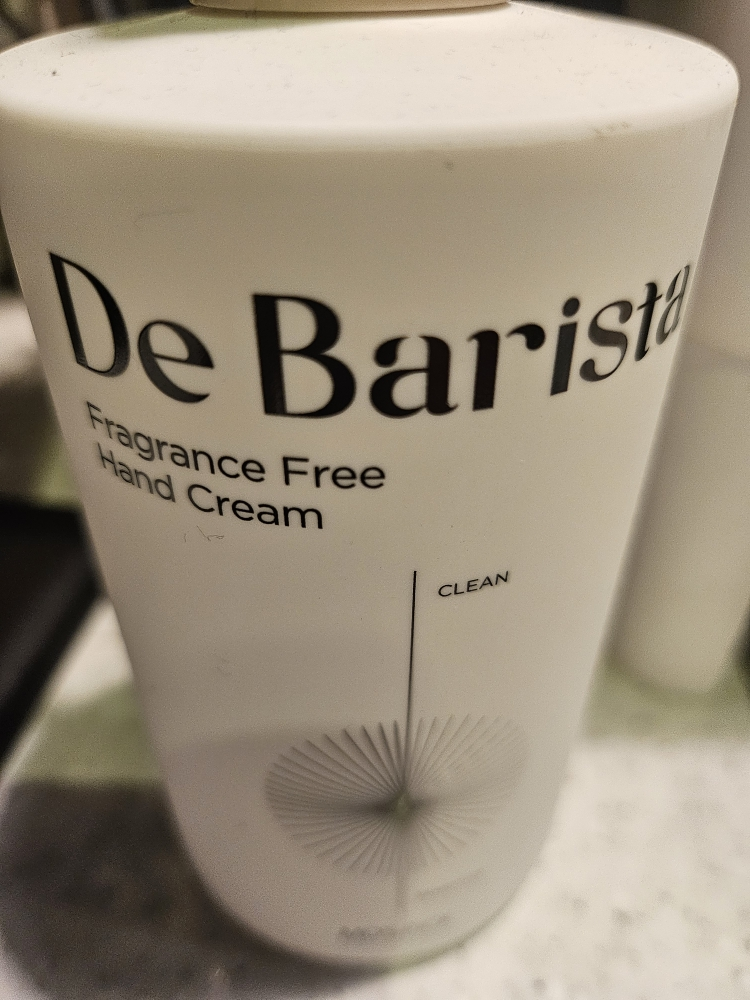 De Barista
Fragrance Free
Hand Cream
CLEAN